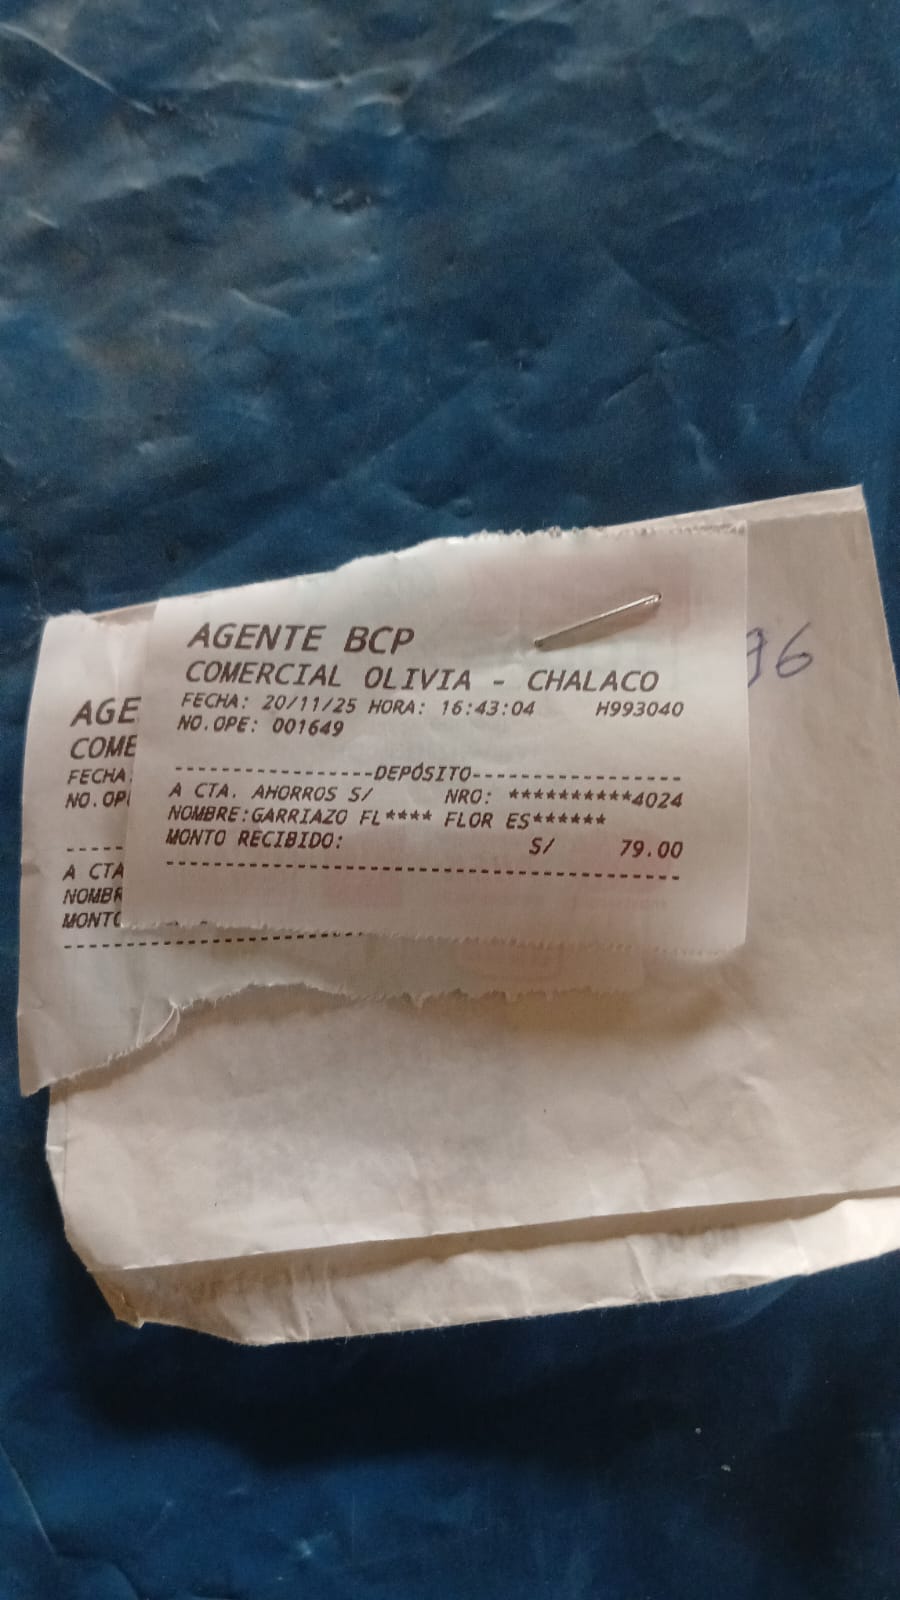 AGENTE BCP
COMERCIAL OLIVIA - CHALACO
FECHA: 20/11/25 HORA: 16:43:04 H993040
NO.OPE: 001649
-----------------DEPÓSITO------------------
A CTA. AHORROS S/ NRO: **********4024
NOMBRE:GARRIAZO FL**** FLOR ES******
MONTO RECIBIDO: S/ 79.00
AGE
COME
FECHA:
NO.OP
A CTA
NOMBR
MONTO
96